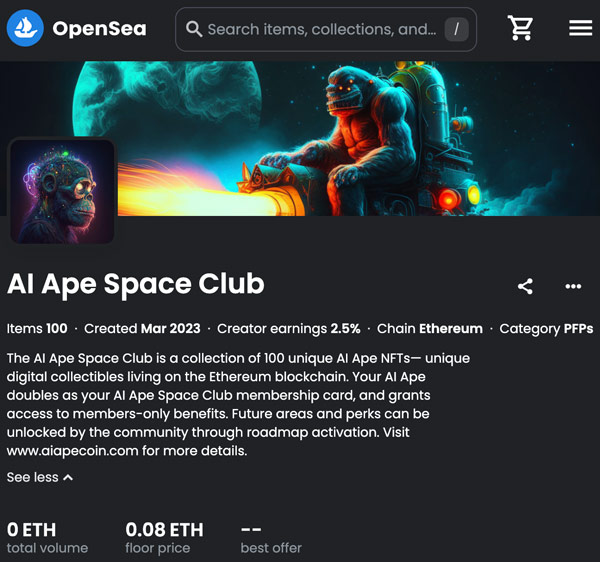 OpenSea
Search items, collections, and... /
AI Ape Space Club
Items 100 · Created Mar 2023 · Creator earnings 2.5% · Chain Ethereum · Category PFPs
The AI Ape Space Club is a collection of 100 unique AI Ape NFTs— unique
digital collectibles living on the Ethereum blockchain. Your AI Ape
doubles as your AI Ape Space Club membership card, and grants
access to members-only benefits. Future areas and perks can be
unlocked by the community through roadmap activation. Visit
www.aiapecoin.com for more details.
See less
0 ETH 0.08 ETH --
total volume floor price best offer